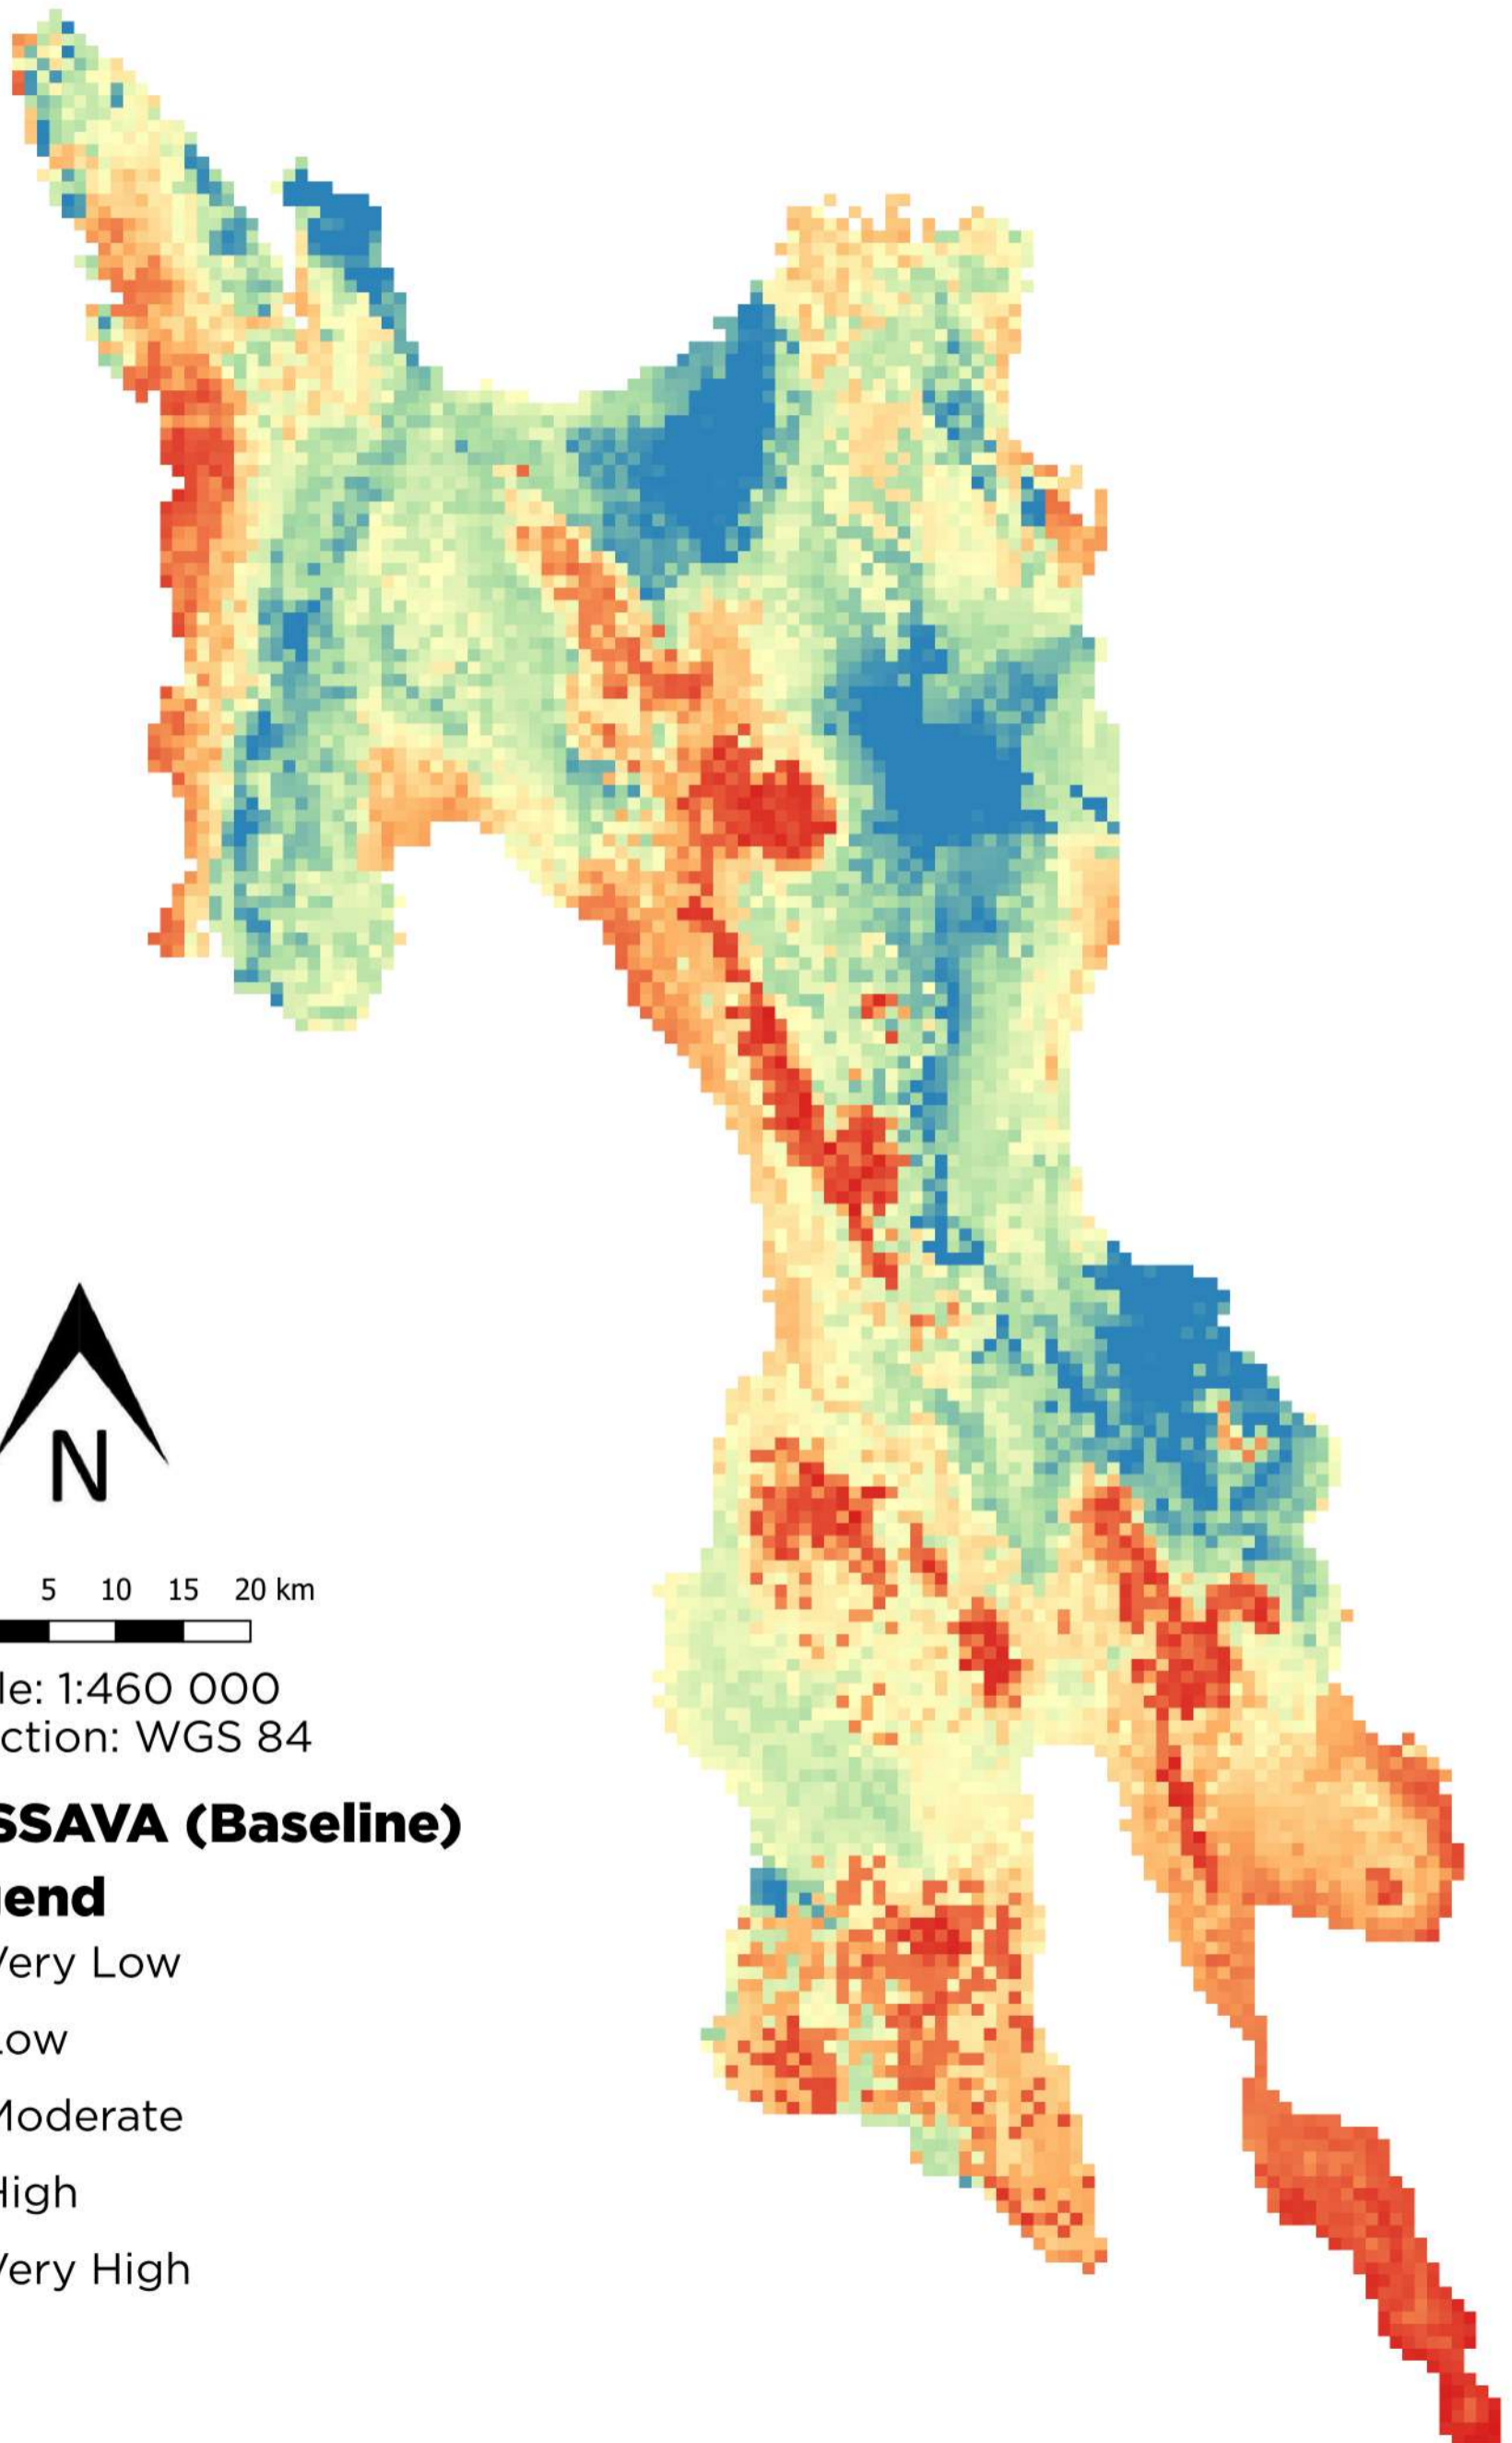 N
5 10 15 20 km
le: 1:460 000
ction: WGS 84
SSAVA (Baseline)
end
Very Low
Low
Moderate
High
Very High